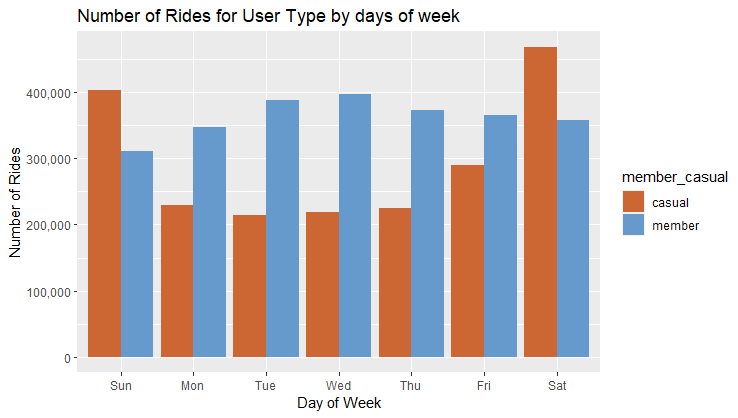 Number of Rides for User Type by days of week
Number of Rides
400,000
300,000
200,000
100,000
0
Sun Mon Tue Wed Thu Fri Sat
Day of Week
member_casual
casual
member